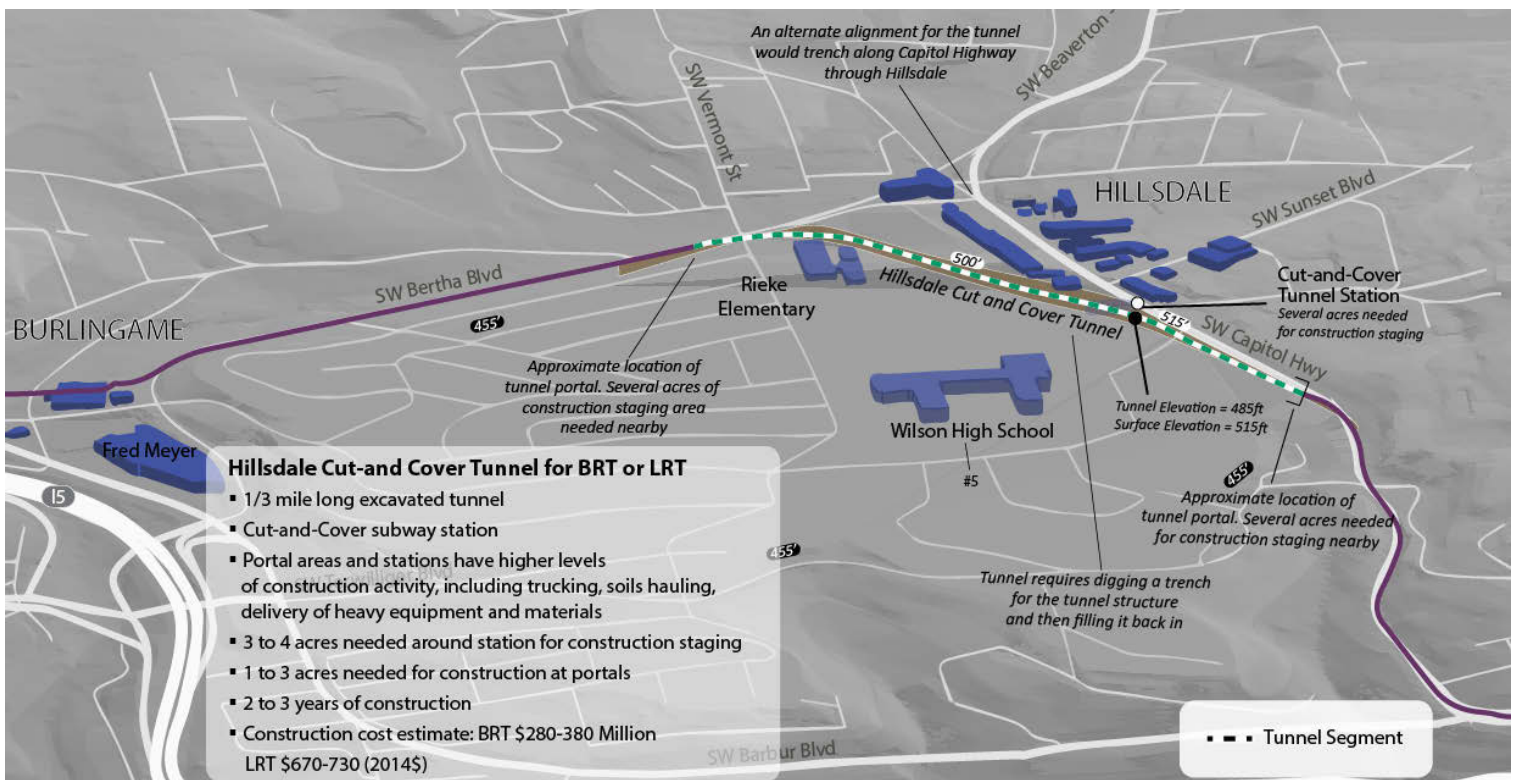 An alternate alignment for the tunnel
would trench along Capitol Highway
through Hillsdale
SW Beaverton -
SW Vermont St
HILLSDALE
SW Sunset Blvd
SW Bertha Blvd
500'
Rieke
Elementary
Hillsdale Cut and Cover Tunnel
Cut-and-Cover
Tunnel Station
Several acres needed
for construction staging
515'
SW Capitol Hwy
BURLINGAME
455'
Approximate location of
tunnel portal. Several acres of
construction staging area
needed nearby
Tunnel Elevation = 485ft
Surface Elevation = 515ft
Wilson High School
#5
Fred Meyer
I5
455'
Approximate location of
tunnel portal. Several acres needed
for construction staging nearby
455'
Tunnel requires digging a trench
for the tunnel structure
and then filling it back in
Hillsdale Cut-and Cover Tunnel for BRT or LRT
▪ 1/3 mile long excavated tunnel
▪ Cut-and-Cover subway station
▪ Portal areas and stations have higher levels
of construction activity, including trucking, soils hauling,
delivery of heavy equipment and materials
▪ 3 to 4 acres needed around station for construction staging
▪ 1 to 3 acres needed for construction at portals
▪ 2 to 3 years of construction
▪ Construction cost estimate: BRT $280-380 Million
LRT $670-730 (2014$)
SW Terwilliger Blvd
SW Barbur Blvd
Tunnel Segment